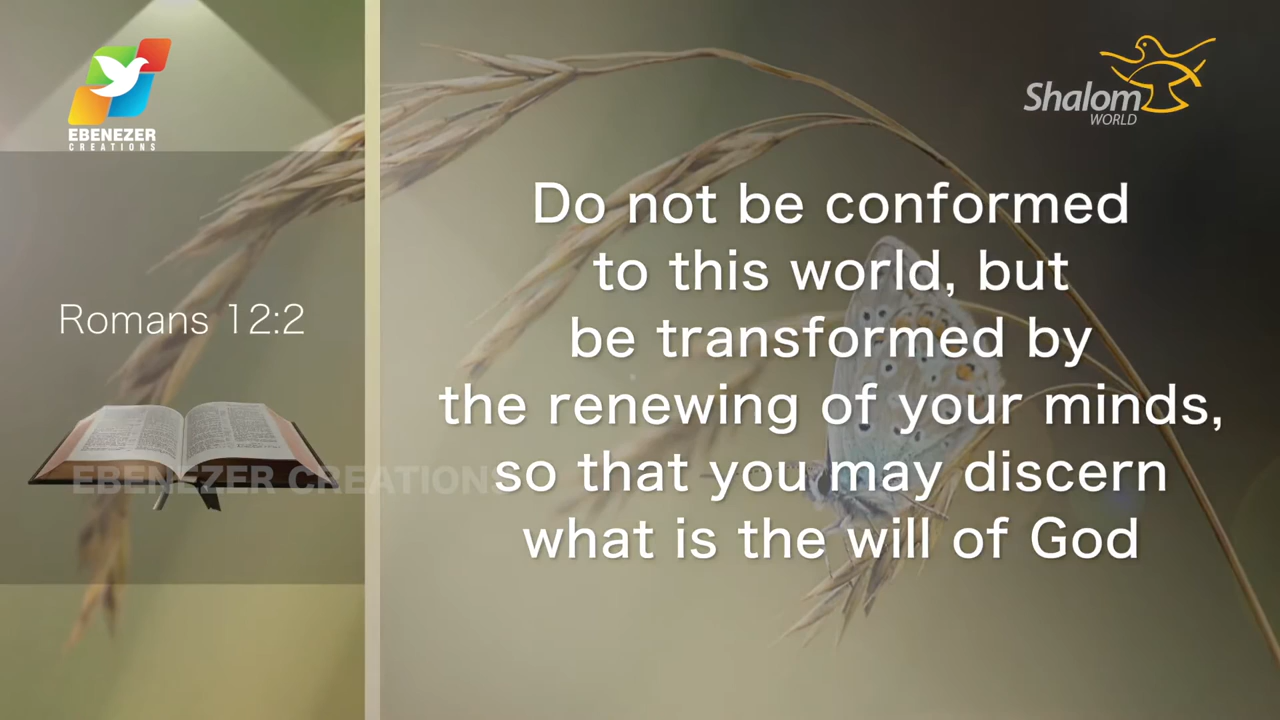 EBENEZER
CREATIONS
Shalom
WORLD
Romans 12:2
Do not be conformed
to this world, but
be transformed by
the renewing of your minds,
so that you may discern
what is the will of God
EBENEZER CREATIONS